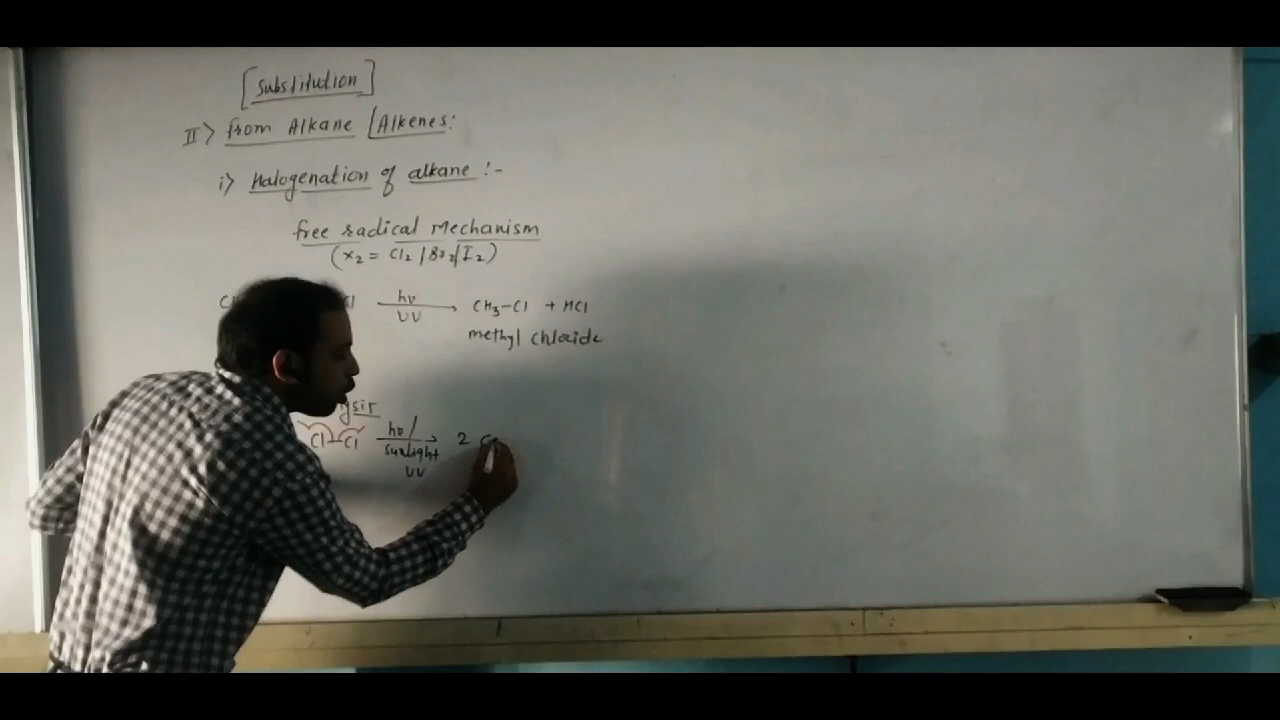 [Substitution]
II> from Alkane / Alkenes:
i> Halogenation of alkane :-
free radical Mechanism
(X2 = Cl2 / Br2/ I2)
hν
UV
CH3-Cl + HCl
methyl chloride
Cl-Cl hν / sunlight UV → 2